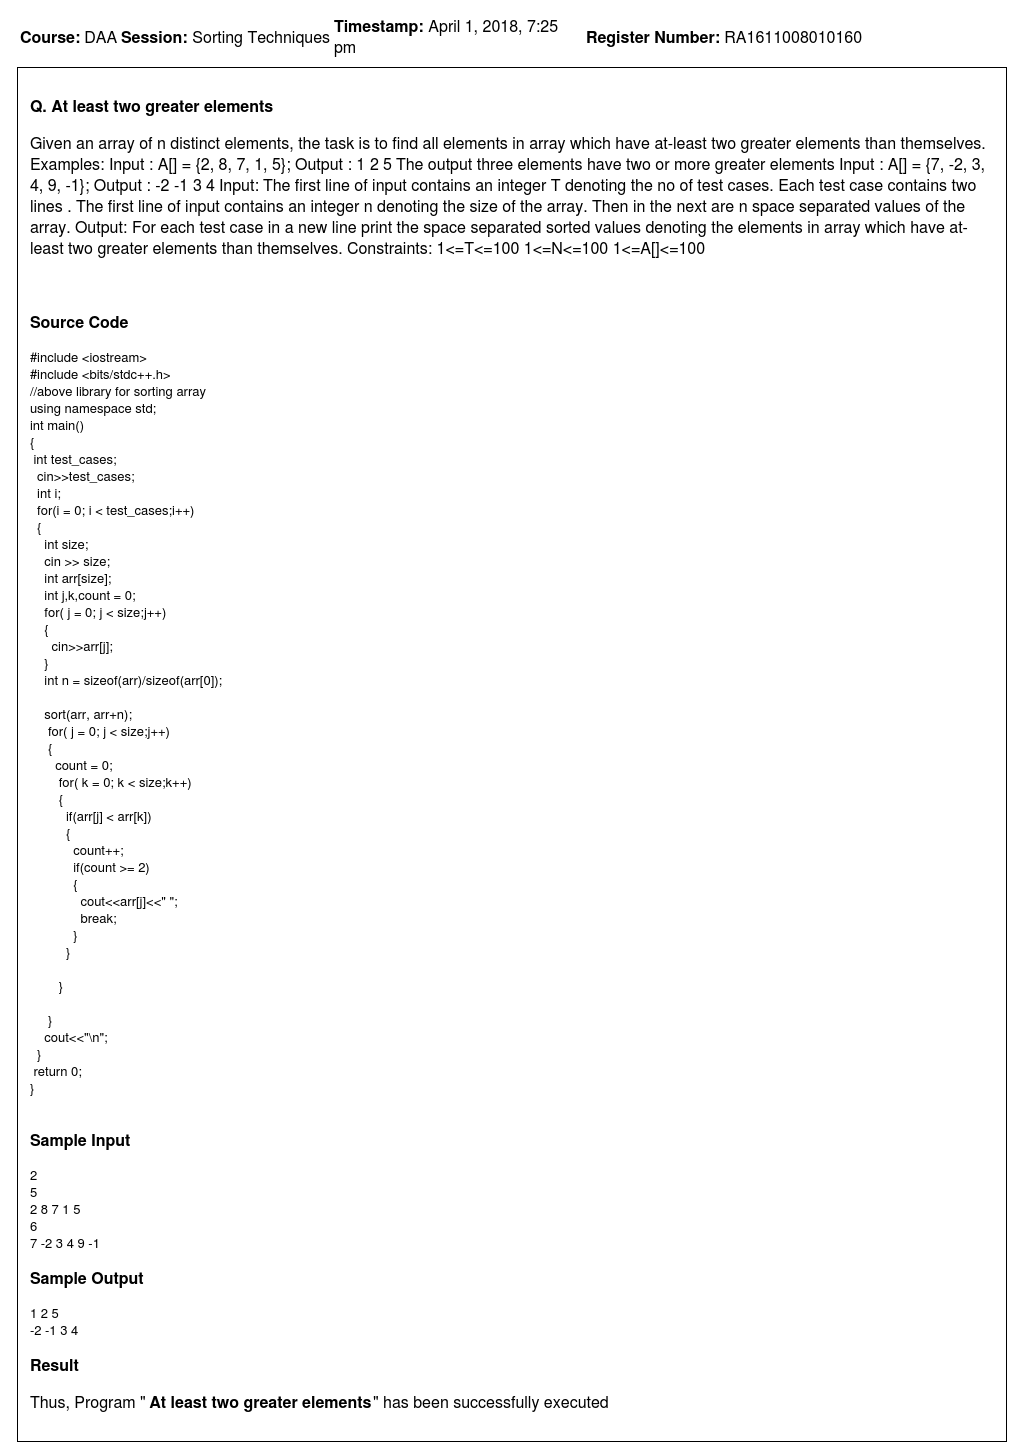 Course: DAA Session: Sorting Techniques Timestamp: April 1, 2018, 7:25 pm Register Number: RA1611008010160
Q. At least two greater elements
Given an array of n distinct elements, the task is to find all elements in array which have at-least two greater elements than themselves.
Examples: Input : A[] = {2, 8, 7, 1, 5}; Output : 1 2 5 The output three elements have two or more greater elements Input : A[] = {7, -2, 3,
4, 9, -1}; Output : -2 -1 3 4 Input: The first line of input contains an integer T denoting the no of test cases. Each test case contains two
lines . The first line of input contains an integer n denoting the size of the array. Then in the next are n space separated values of the
array. Output: For each test case in a new line print the space separated sorted values denoting the elements in array which have at-
least two greater elements than themselves. Constraints: 1<=T<=100 1<=N<=100 1<=A[]<=100
Source Code
#include <iostream>
#include <bits/stdc++.h>
//above library for sorting array
using namespace std;
int main()
{
int test_cases;
cin>>test_cases;
int i;
for(i = 0; i < test_cases;i++)
{
int size;
cin >> size;
int arr[size];
int j,k,count = 0;
for( j = 0; j < size;j++)
{
cin>>arr[j];
}
int n = sizeof(arr)/sizeof(arr[0]);
sort(arr, arr+n);
for( j = 0; j < size;j++)
{
count = 0;
for( k = 0; k < size;k++)
{
if(arr[j] < arr[k])
{
count++;
if(count >= 2)
{
cout<<arr[j]<<" ";
break;
}
}
}
}
cout<<"\n";
}
return 0;
}
Sample Input
2
5
2 8 7 1 5
6
7 -2 3 4 9 -1
Sample Output
1 2 5
-2 -1 3 4
Result
Thus, Program " At least two greater elements" has been successfully executed